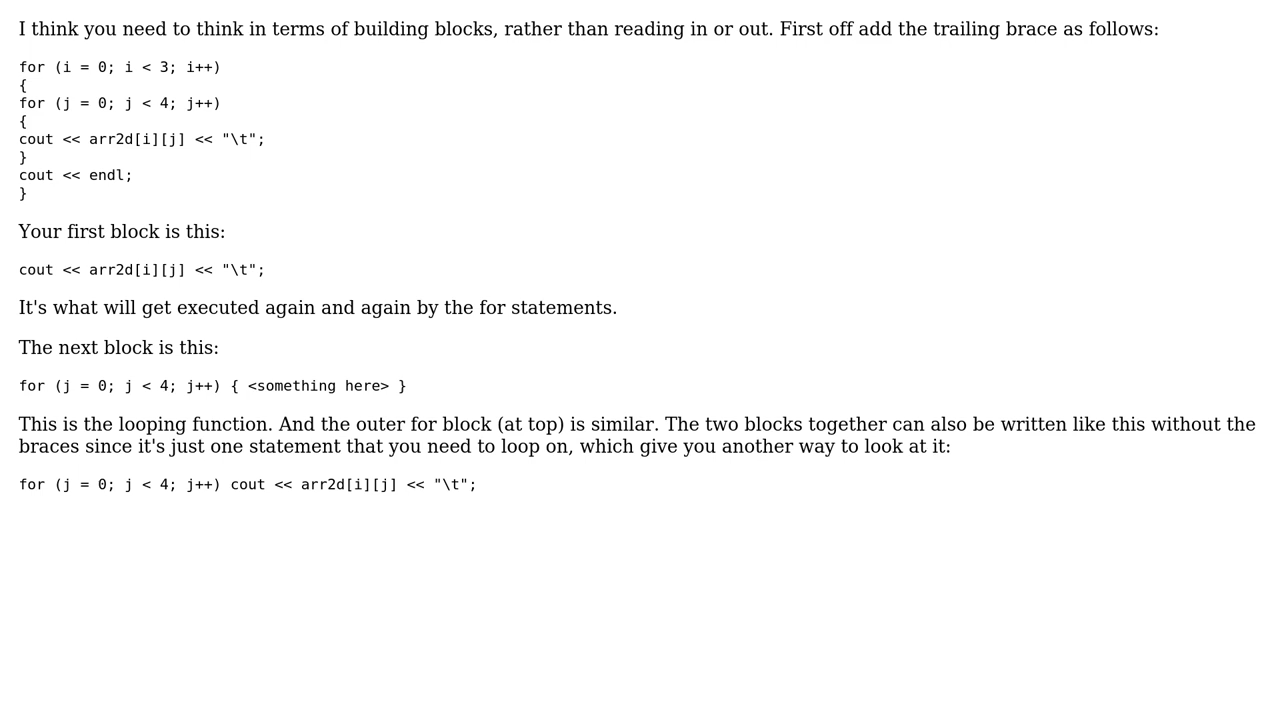 I think you need to think in terms of building blocks, rather than reading in or out. First off add the trailing brace as follows:
for (i = 0; i < 3; i++)
{
for (j = 0; j < 4; j++)
{
cout << arr2d[i][j] << "\t";
}
cout << endl;
}
Your first block is this:
cout << arr2d[i][j] << "\t";
It's what will get executed again and again by the for statements.
The next block is this:
for (j = 0; j < 4; j++) { <something here> }
This is the looping function. And the outer for block (at top) is similar. The two blocks together can also be written like this without the
braces since it's just one statement that you need to loop on, which give you another way to look at it:
for (j = 0; j < 4; j++) cout << arr2d[i][j] << "\t";